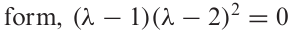 form, (λ − 1)(λ − 2)² = 0